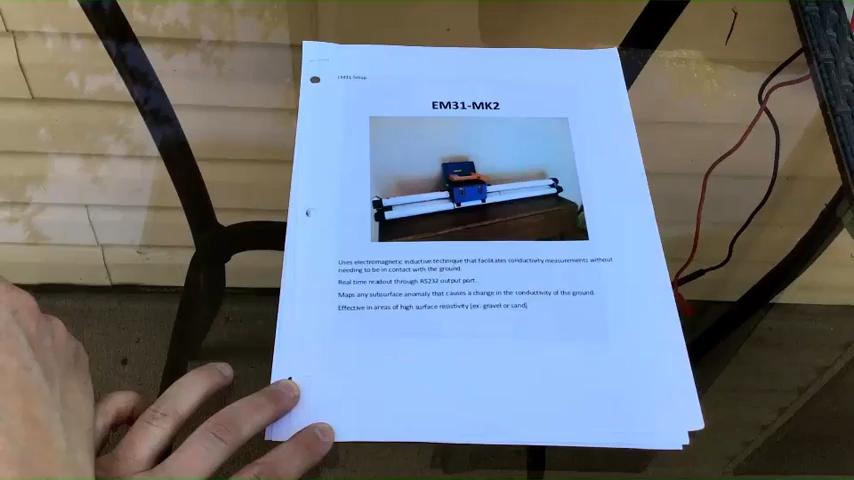 EM31 Setup
EM31-MK2
Uses electromagnetic inductive technique that facilitates conductivity measurements without
needing to be in contact with the ground.
Real time readout through RS232 output port.
Maps any subsurface anomaly that causes a change in the conductivity of the ground.
Effective in areas of high surface resistivity (ex: gravel or sand)